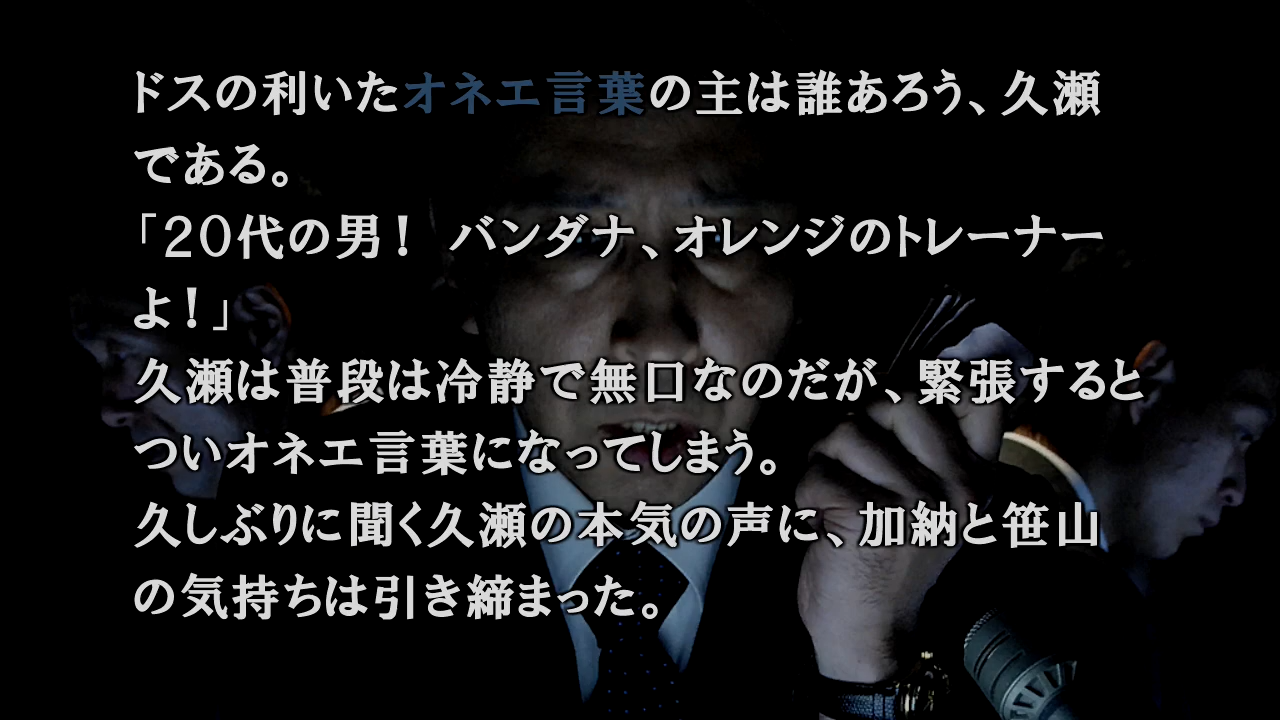 ドスの利いたオネエ言葉の主は誰あろう、久瀬
である。
「２０代の男！　バンダナ、オレンジのトレーナー
よ！」
久瀬は普段は冷静で無口なのだが、緊張すると
ついオネエ言葉になってしまう。
久しぶりに聞く久瀬の本気の声に、加納と笹山
の気持ちは引き締まった。